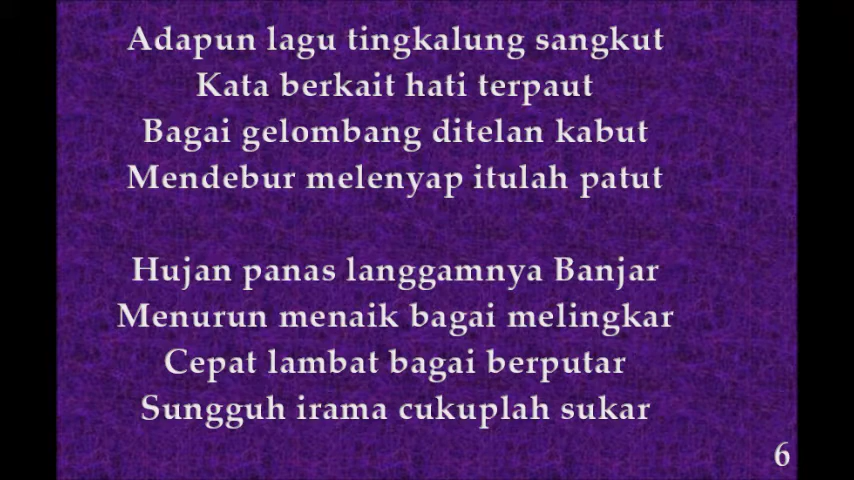 Adapun lagu tingkalung sangkut
Kata berkait hati terpaut
Bagai gelombang ditelan kabut
Mendebur melenyap itulah patut
Hujan panas langgamnya Banjar
Menurun menaik bagai melingkar
Cepat lambat bagai berputar
Sungguh irama cukuplah sukar
6